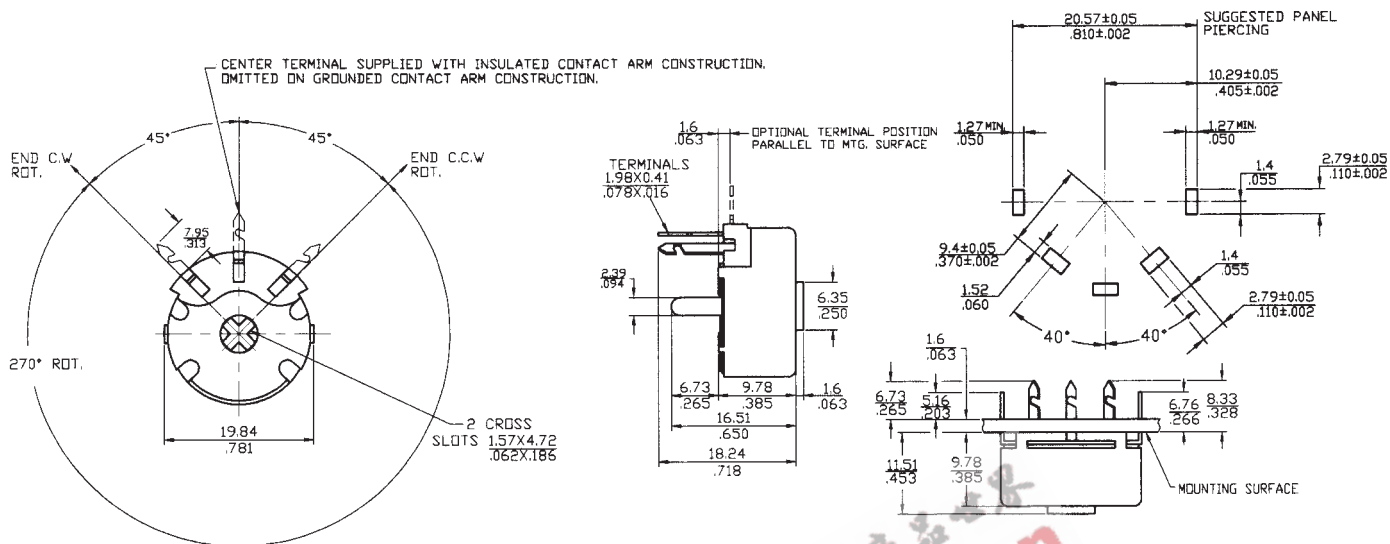 CENTER TERMINAL SUPPLIED WITH INSULATED CONTACT ARM CONSTRUCTION.
OMITTED ON GROUNDED CONTACT ARM CONSTRUCTION.
45°
45°
END C.W
ROT.
END C.C.W
ROT.
7.95
.313
270° ROT.
19.84
.781
2 CROSS
SLOTS 1.57X4.72
.062X.186
1.6
.063
OPTIONAL TERMINAL POSITION
PARALLEL TO MTG. SURFACE
TERMINALS
1.98X0.41
.078X.016
2.39
.094
6.35
.250
6.73
.265
9.78
.385
1.6
.063
16.51
.650
18.24
.718
20.57±0.05
.810±.002
SUGGESTED PANEL
PIERCING
10.29±0.05
.405±.002
1.27 MIN.
.050
1.27 MIN.
.050
1.4
.055
2.79±0.05
.110±.002
9.4±0.05
.370±.002
1.52
.060
1.4
.055
2.79±0.05
.110±.002
40°
40°
1.6
.063
6.73
.265
5.16
.203
6.76
.266
8.33
.328
11.51
.453
9.78
.385
MOUNTING SURFACE